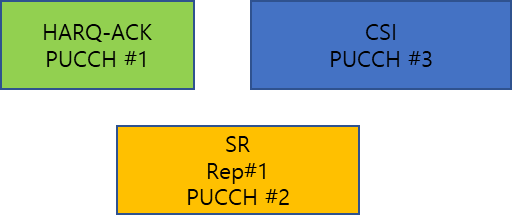 HARQ-ACK
PUCCH #1
CSI
PUCCH #3
SR
Rep#1
PUCCH #2